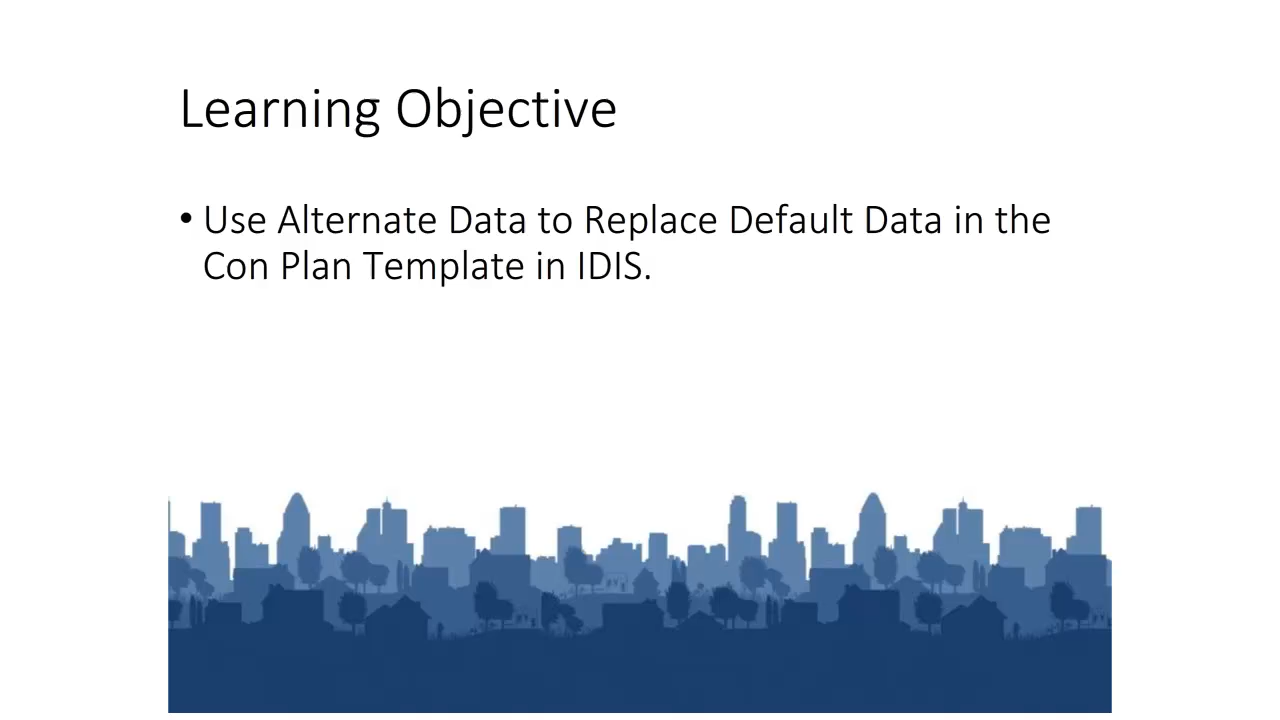 Learning Objective
• Use Alternate Data to Replace Default Data in the
Con Plan Template in IDIS.